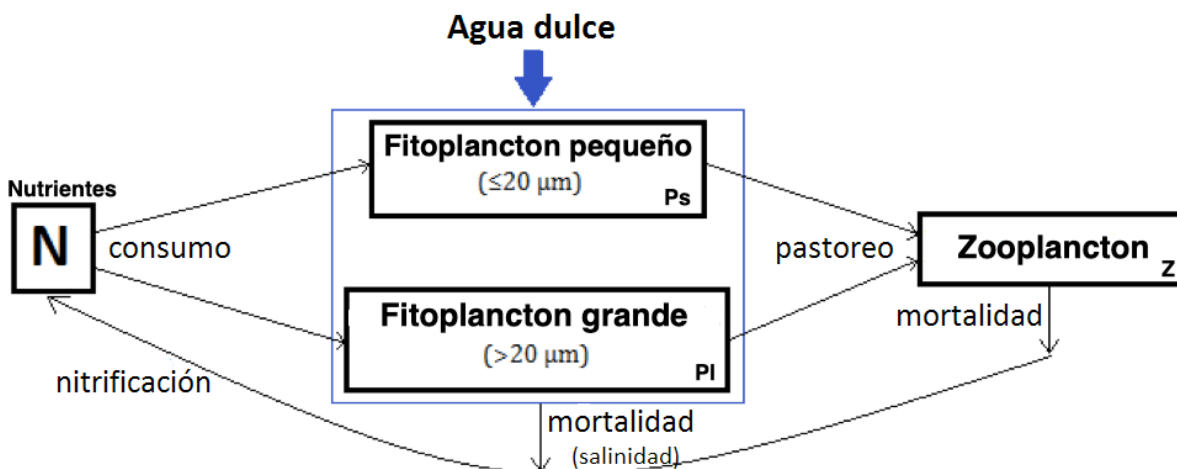 Agua dulce
Fitoplancton pequeño
(≤20 μm)
Ps
Nutrientes
N
consumo
pastoreo
Zooplancton
Z
Fitoplancton grande
(>20 μm)
Pl
mortalidad
nitrificación
mortalidad
(salinidad)